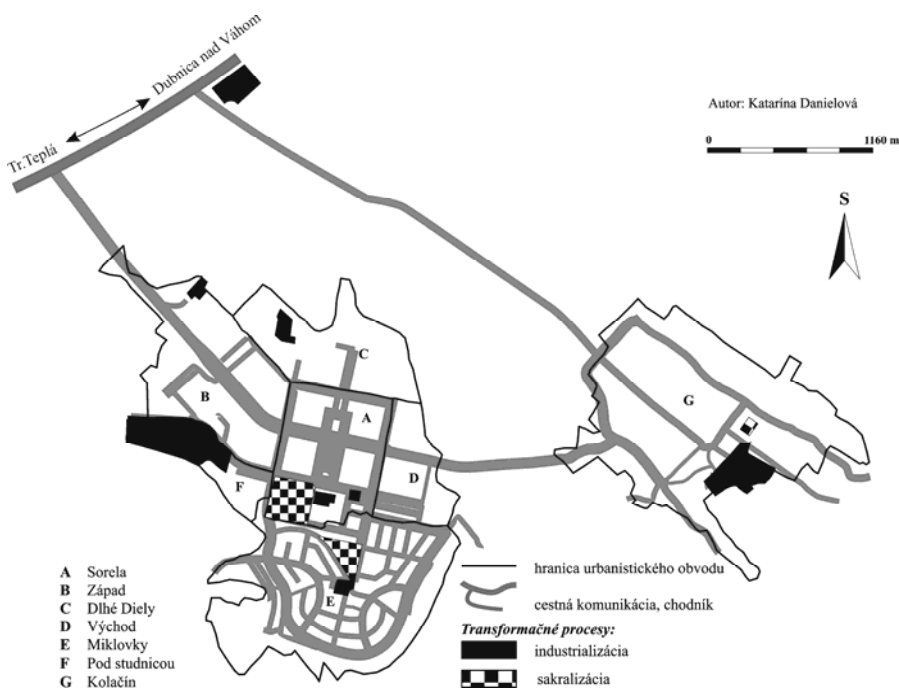 Dubnica nad Váhom
Tr.Teplá
Autor: Katarína Danielová
0 1160 m
S
C
B
A
G
D
F
E
A Sorela
B Západ
C Dlhé Diely
D Východ
E Miklovky
F Pod studnicou
G Kolačín
hranica urbanistického obvodu
cestná komunikácia, chodník
Transformačné procesy:
industrializácia
sakralizácia